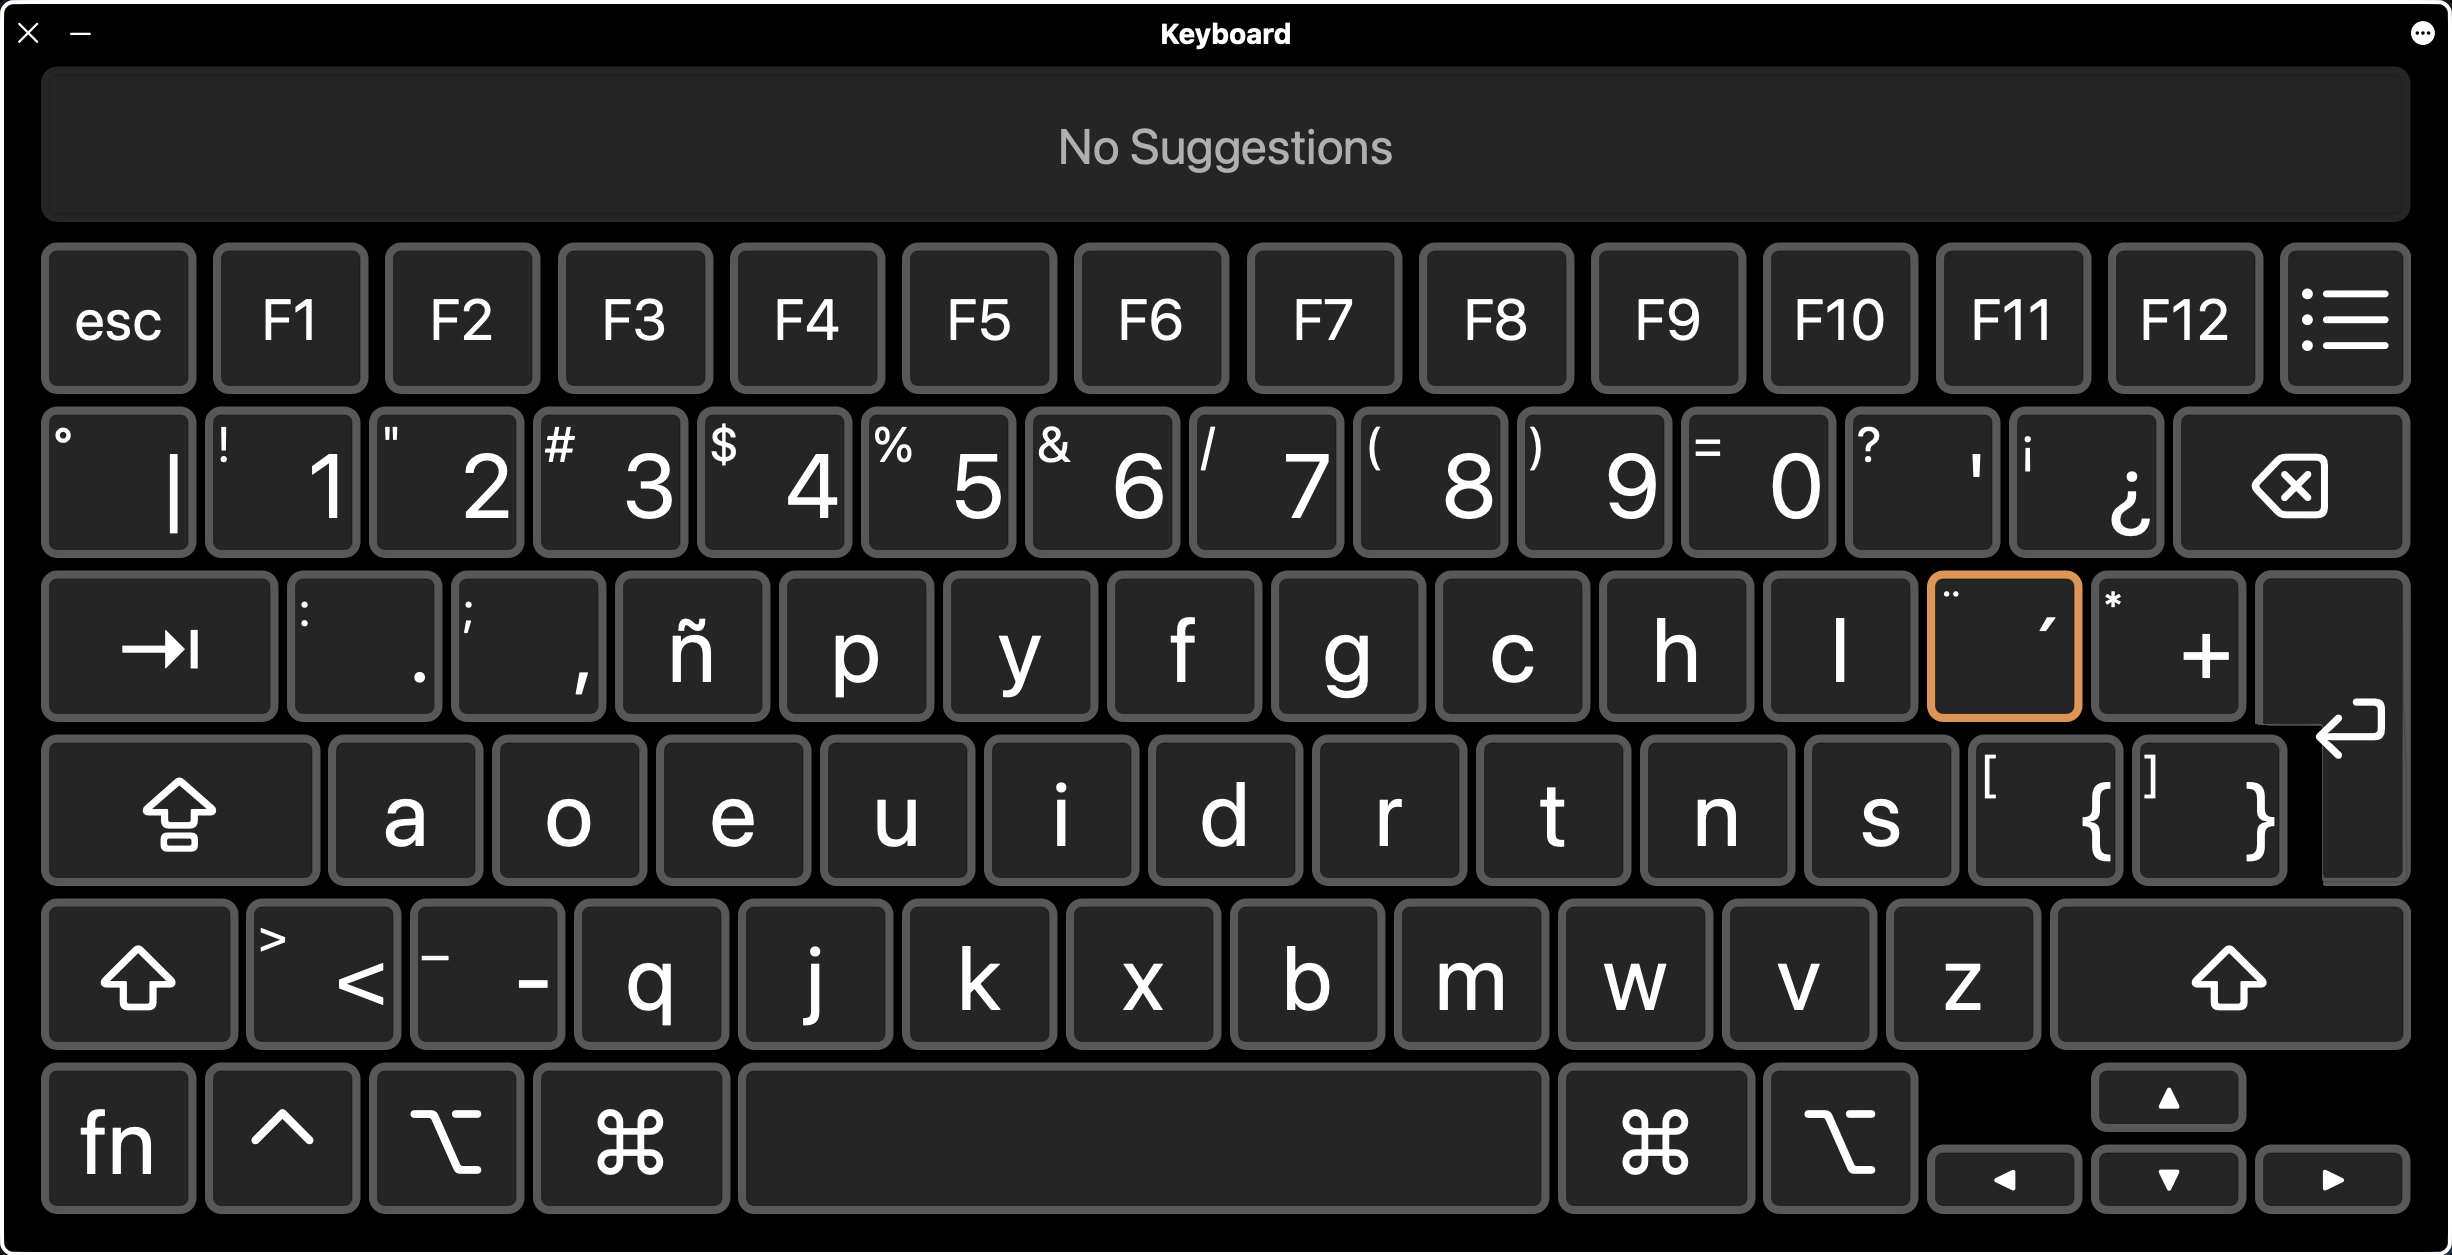 Keyboard
No Suggestions
esc F1 F2 F3 F4 F5 F6 F7 F8 F9 F10 F11 F12
° | ! 1 " 2 # 3 $ 4 % 5 & 6 / 7 ( 8 ) 9 = 0 ? ' ¡ ¿
: . ; , ñ p y f g c h l ¨ ´ * +
a o e u i d r t n s [ { ] }
> < _ - q j k x b m w v z
fn ^ ⌥ ⌘ ⌘ ⌥